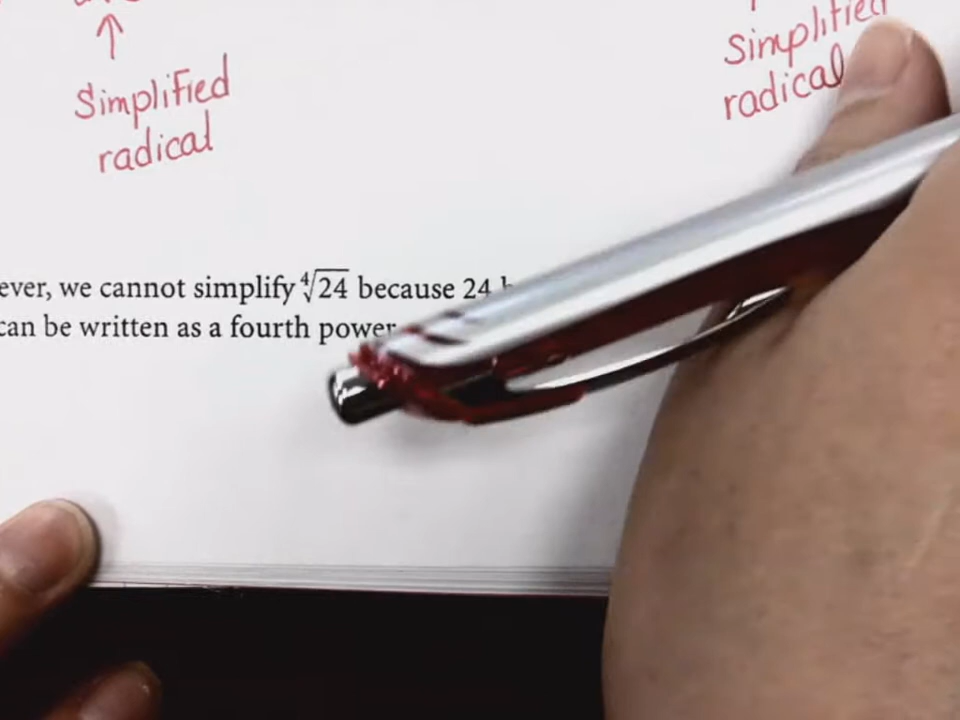 Simplified
Simplified
radical
radical
ever, we cannot simplify ∜24 because 24
can be written as a fourth power